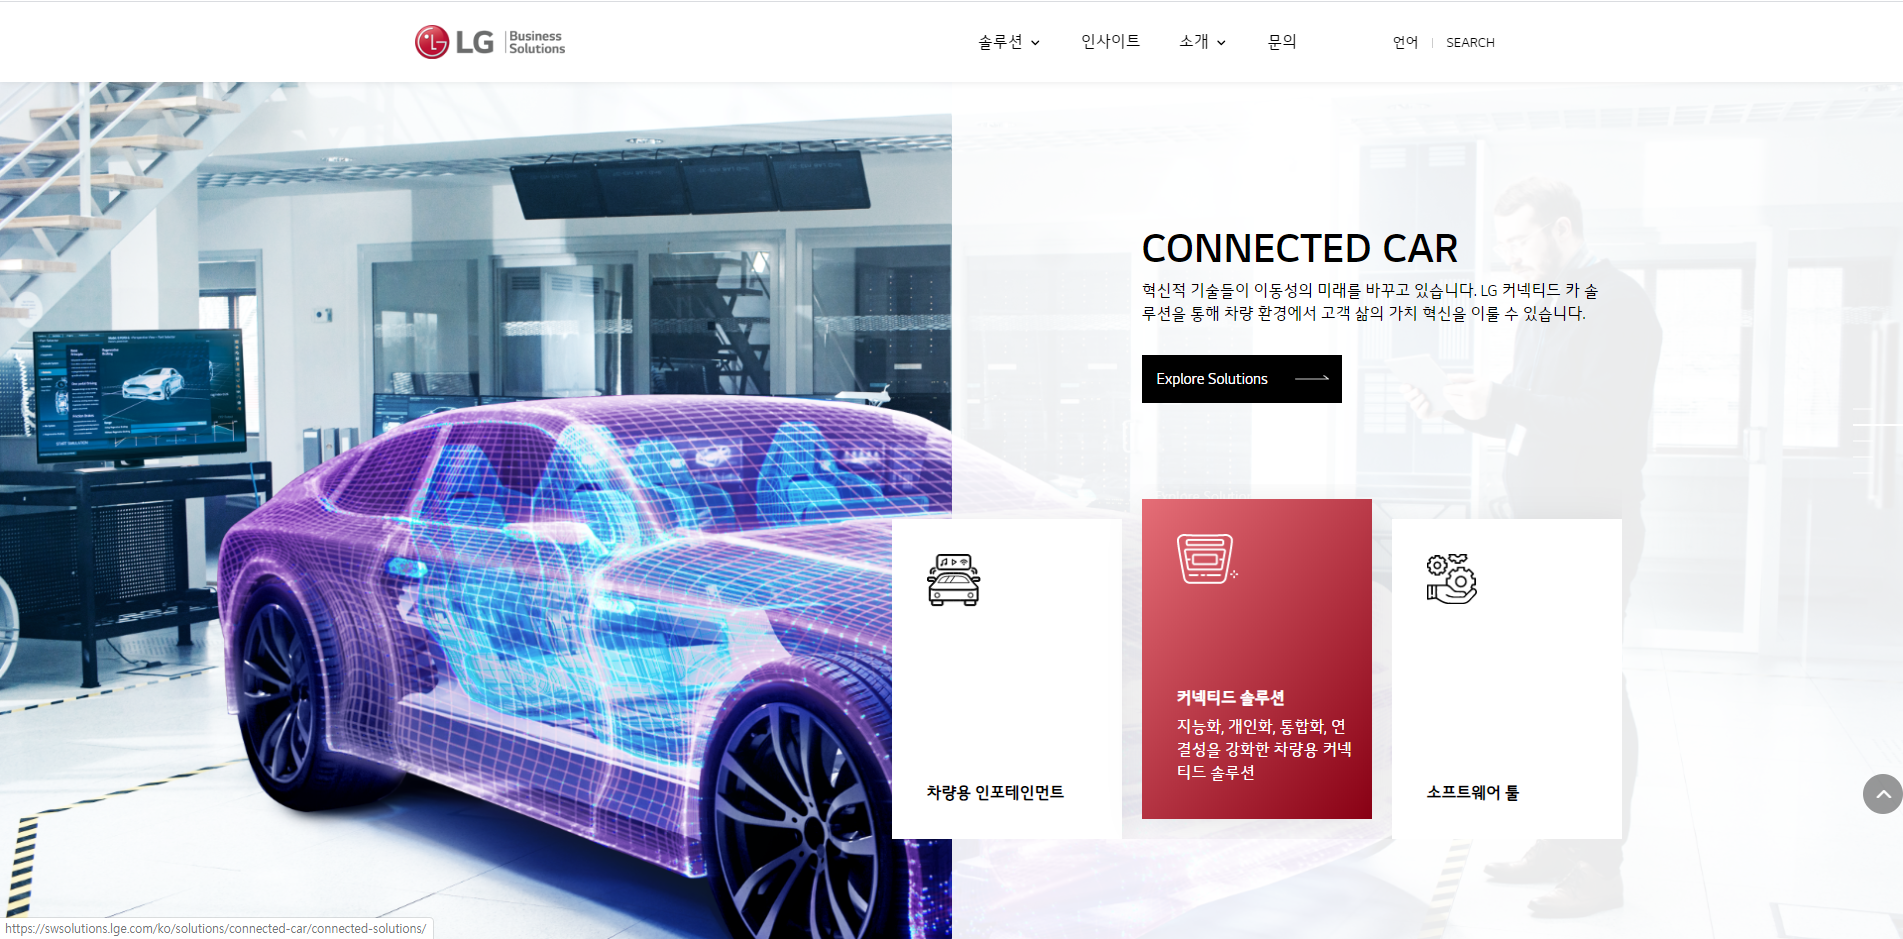 LG Business
Solutions
솔루션 인사이트 소개 문의 언어 SEARCH
CONNECTED CAR
혁신적 기술들이 이동성의 미래를 바꾸고 있습니다. LG 커넥티드 카 솔
루션을 통해 차량 환경에서 고객 삶의 가치 혁신을 이룰 수 있습니다.
Explore Solutions
차량용 인포테인먼트
커넥티드 솔루션
지능화, 개인화, 통합화, 연
결성을 강화한 차량용 커넥
티드 솔루션
소프트웨어 툴
https://swsolutions.lge.com/ko/solutions/connected-car/connected-solutions/